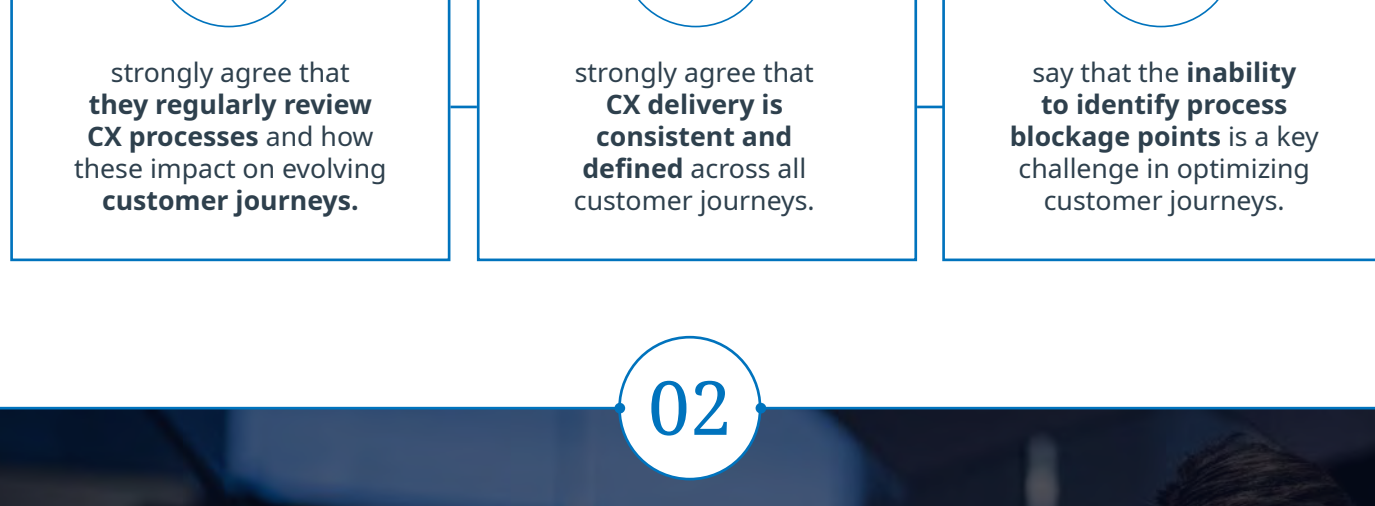 strongly agree that
they regularly review
CX processes and how
these impact on evolving
customer journeys.
strongly agree that
CX delivery is
consistent and
defined across all
customer journeys.
say that the inability
to identify process
blockage points is a key
challenge in optimizing
customer journeys.
02